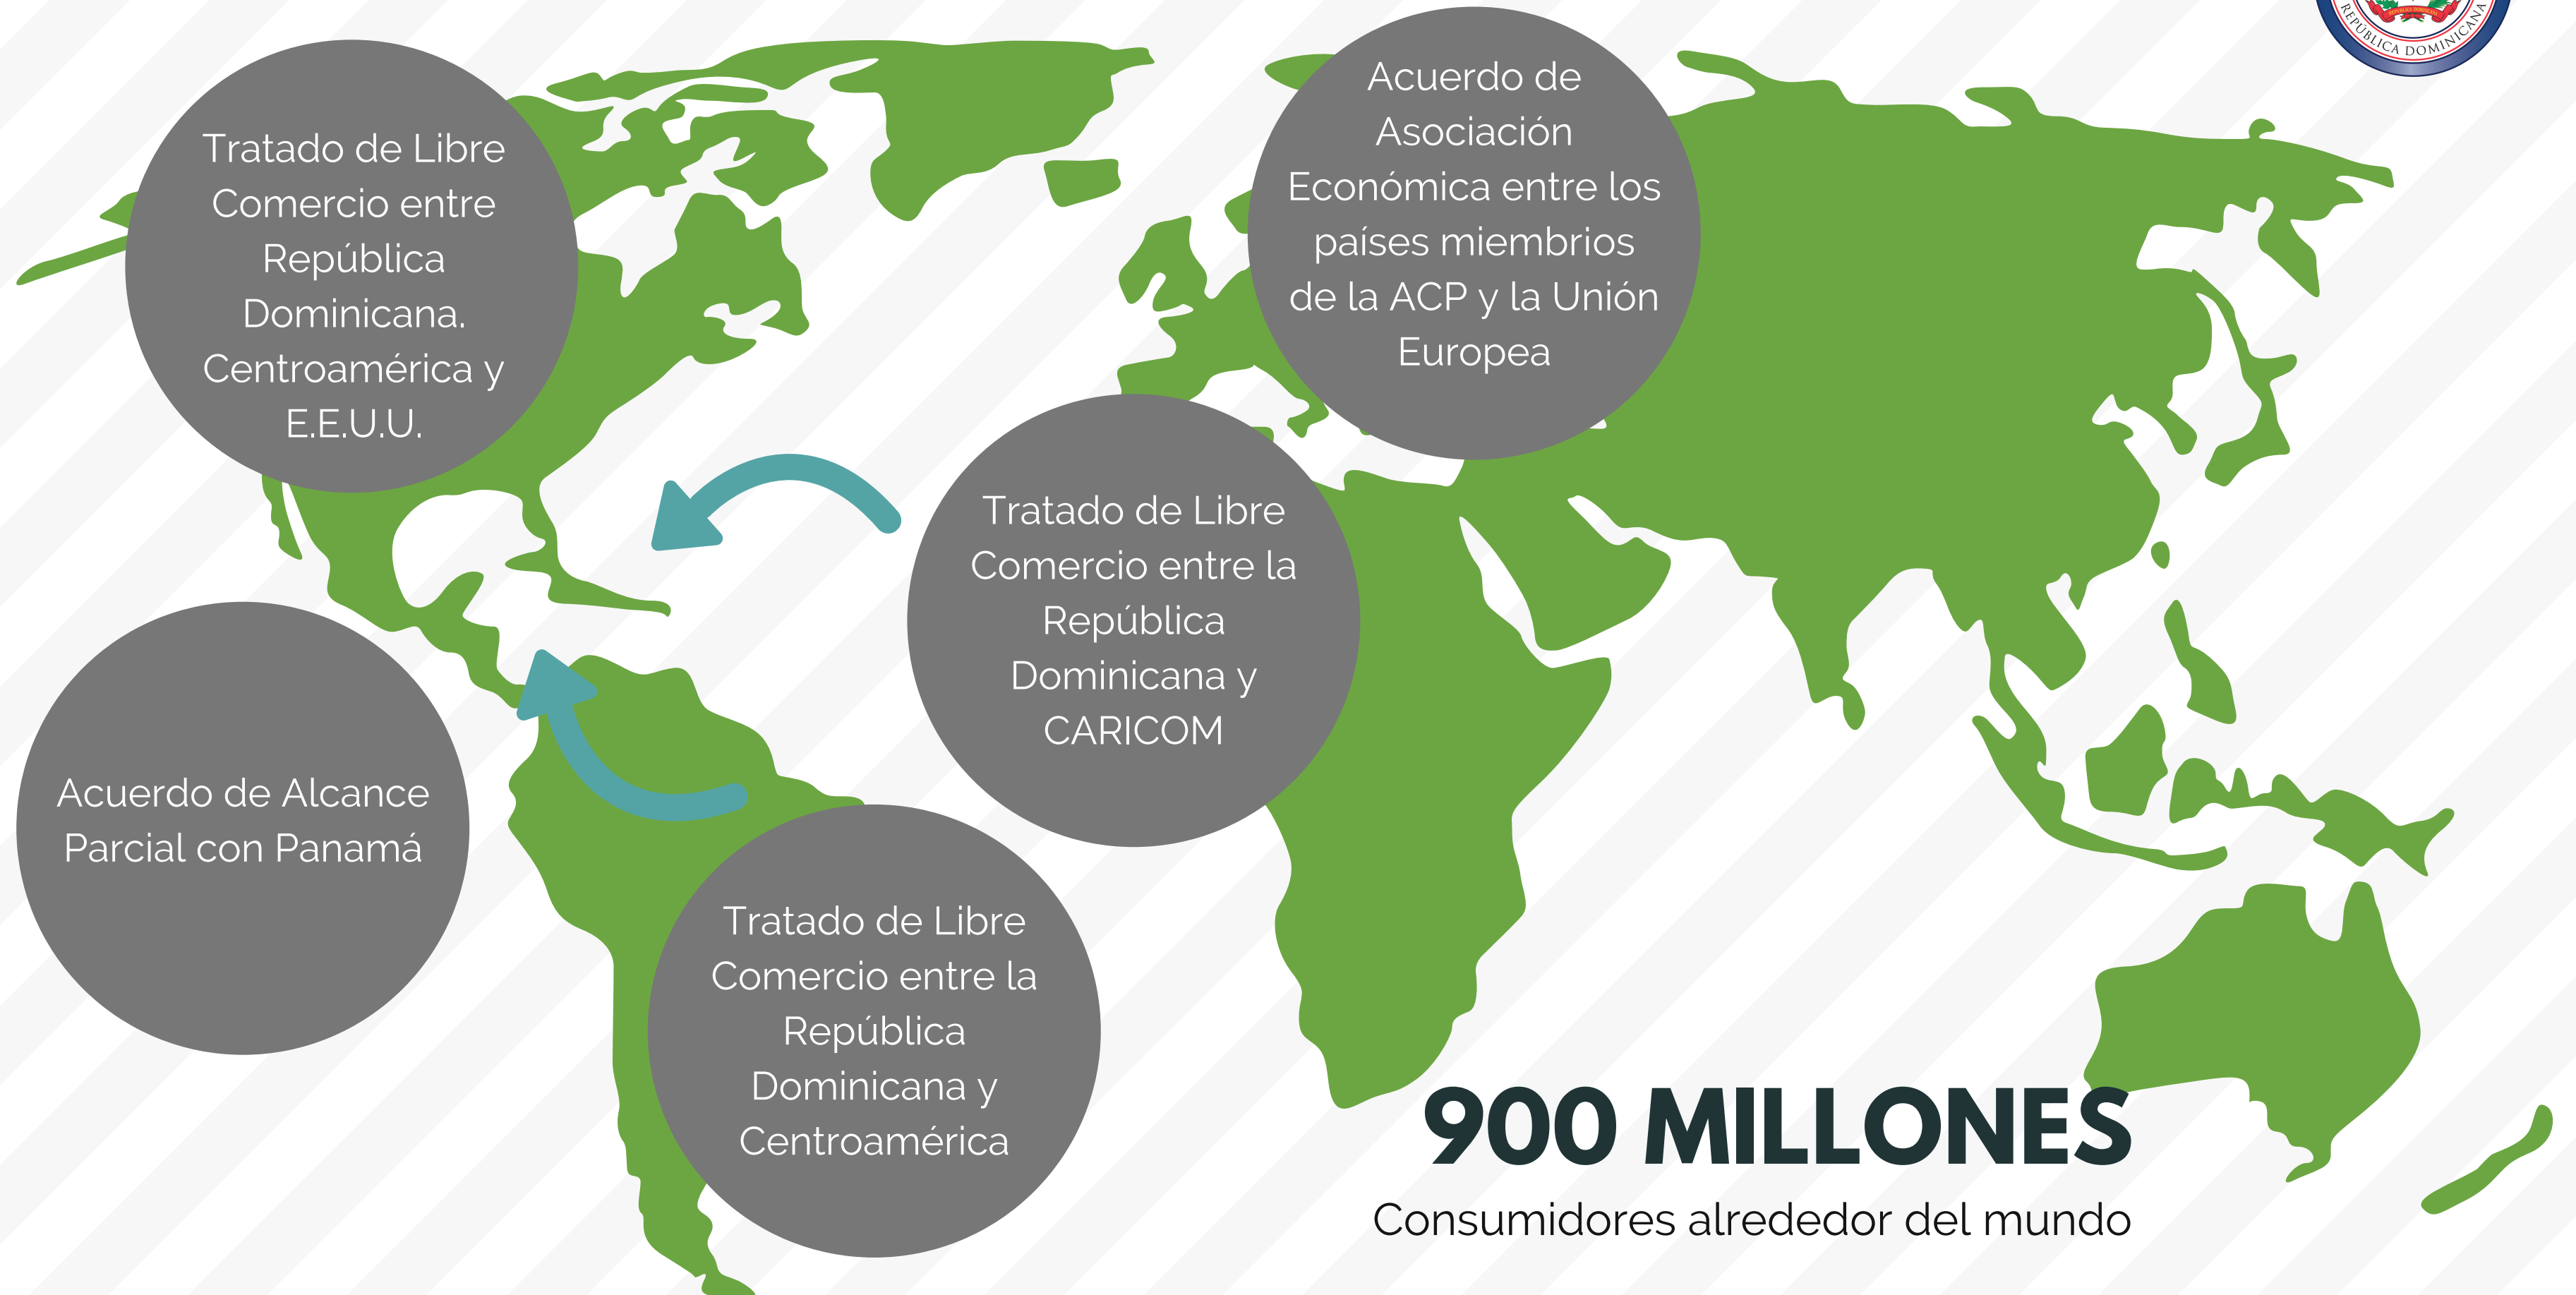 Tratado de Libre
Comercio entre
República
Dominicana.
Centroamérica y
E.E.U.U.
Acuerdo de
Asociación
Económica entre los
países miembrios
de la ACP y la Unión
Europea
REPÚBLICA DOMINICANA
Tratado de Libre
Comercio entre la
República
Dominicana y
CARICOM
Acuerdo de Alcance
Parcial con Panamá
Tratado de Libre
Comercio entre la
República
Dominicana y
Centroamérica
900 MILLONES
Consumidores alrededor del mundo